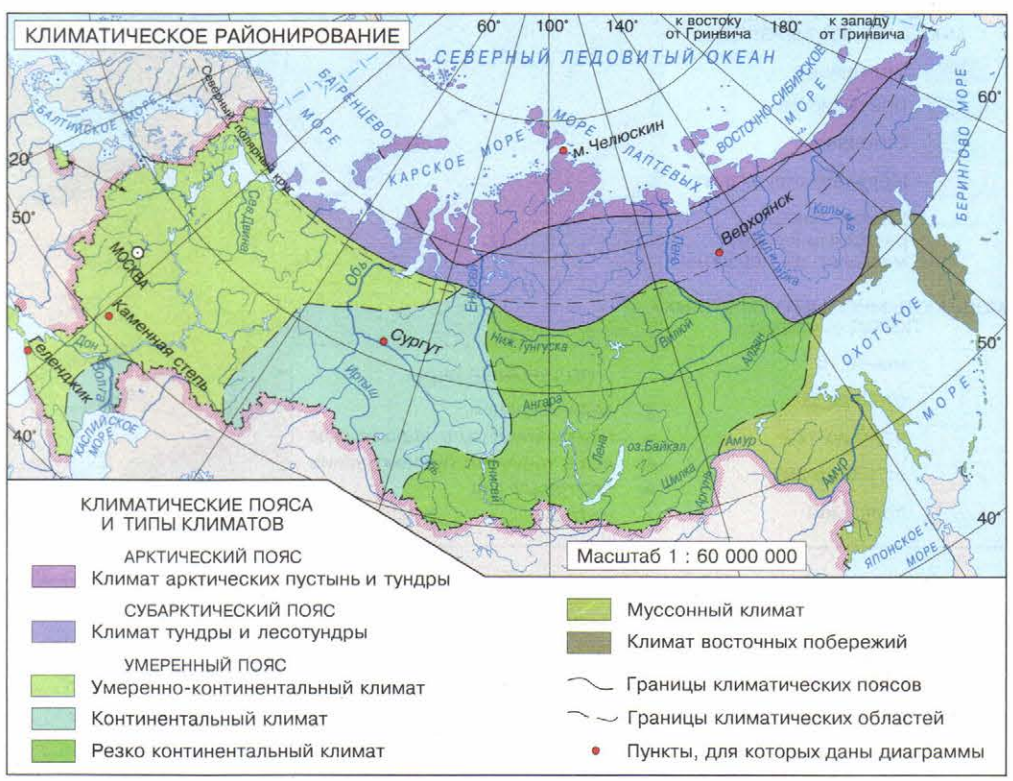 КЛИМАТИЧЕСКОЕ РАЙОНИРОВАНИЕ
60° 100° 140° к востоку от Гринвича 180° к западу от Гринвича
СЕВЕРНЫЙ ЛЕДОВИТЫЙ ОКЕАН
БАРЕНЦЕВО МОРЕ
КАРСКОЕ МОРЕ
м. Челюскин
МОРЕ ЛАПТЕВЫХ
ВОСТОЧНО-СИБИРСКОЕ МОРЕ
БЕРИНГОВО МОРЕ
60°
БАЛТИЙСКОЕ МОРЕ
Северный полярный круг
20°
50°
Сев. Двина
МОСКВА
Каменная степь
Геленджик
Дон
Волга
КАСПИЙСКОЕ МОРЕ
40°
Обь
Енисей
Сургут
Иртыш
Обь
Енисей
Ниж. Тунгуска
Ангара
Лена
оз. Байкал
Вилюй
Алдан
Лена
Верхоянск
Индигирка
Колыма
Шилка
Аргунь
Амур
Амур
ОХОТСКОЕ МОРЕ
50°
40°
ЯПОНСКОЕ МОРЕ
Масштаб 1 : 60 000 000
КЛИМАТИЧЕСКИЕ ПОЯСА
И ТИПЫ КЛИМАТОВ
АРКТИЧЕСКИЙ ПОЯС
Климат арктических пустынь и тундры
СУБАРКТИЧЕСКИЙ ПОЯС
Климат тундры и лесотундры
УМЕРЕННЫЙ ПОЯС
Умеренно-континентальный климат
Континентальный климат
Резко континентальный климат
Муссонный климат
Климат восточных побережий
Границы климатических поясов
Границы климатических областей
Пункты, для которых даны диаграммы